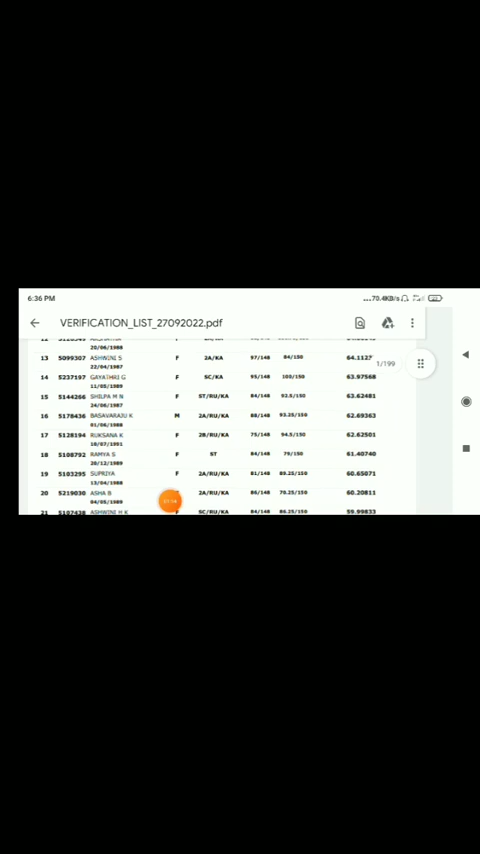 6:36 PM
...70.4KB/s
VERIFICATION_LIST_27092022.pdf
1/199
20/06/1988
13 5099307 ASHWINI S F 2A/KA 97/148 84/150 64.1123
22/04/1987
14 5237197 GAYATHRI G F SC/KA 95/148 100/150 63.97568
11/05/1989
15 5144266 SHILPA M N F ST/RU/KA 84/148 92.5/150 63.62481
24/06/1987
16 5178436 BASAVARAJU K M 2A/RU/KA 88/148 93.25/150 62.69363
01/06/1988
17 5128194 RUKSANA K F 2B/RU/KA 75/148 94.5/150 62.62501
10/07/1991
18 5108792 RAMYA S F ST 84/148 79/150 61.40740
20/12/1989
19 5103295 SUPRIYA F 2A/RU/KA 81/148 89.25/150 60.65071
13/04/1988
20 5219030 ASHA B 2A/RU/KA 86/148 70.25/150 60.20811
04/05/1989
21 5107438 ASHWINI H K F SC/RU/KA 84/148 86.25/150 59.99833